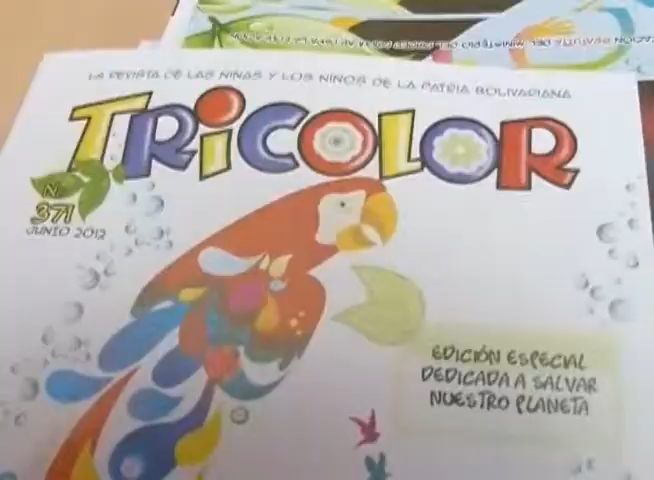 LA REVISTA DE LAS NIÑAS Y LOS NIÑOS DE LA PATRIA BOLIVARIANA
TRiCOLOR
N
371
JUNIO 2012
EDICIÓN ESPECIAL
DEDICADA A SALVAR
NUESTRO PLANETA